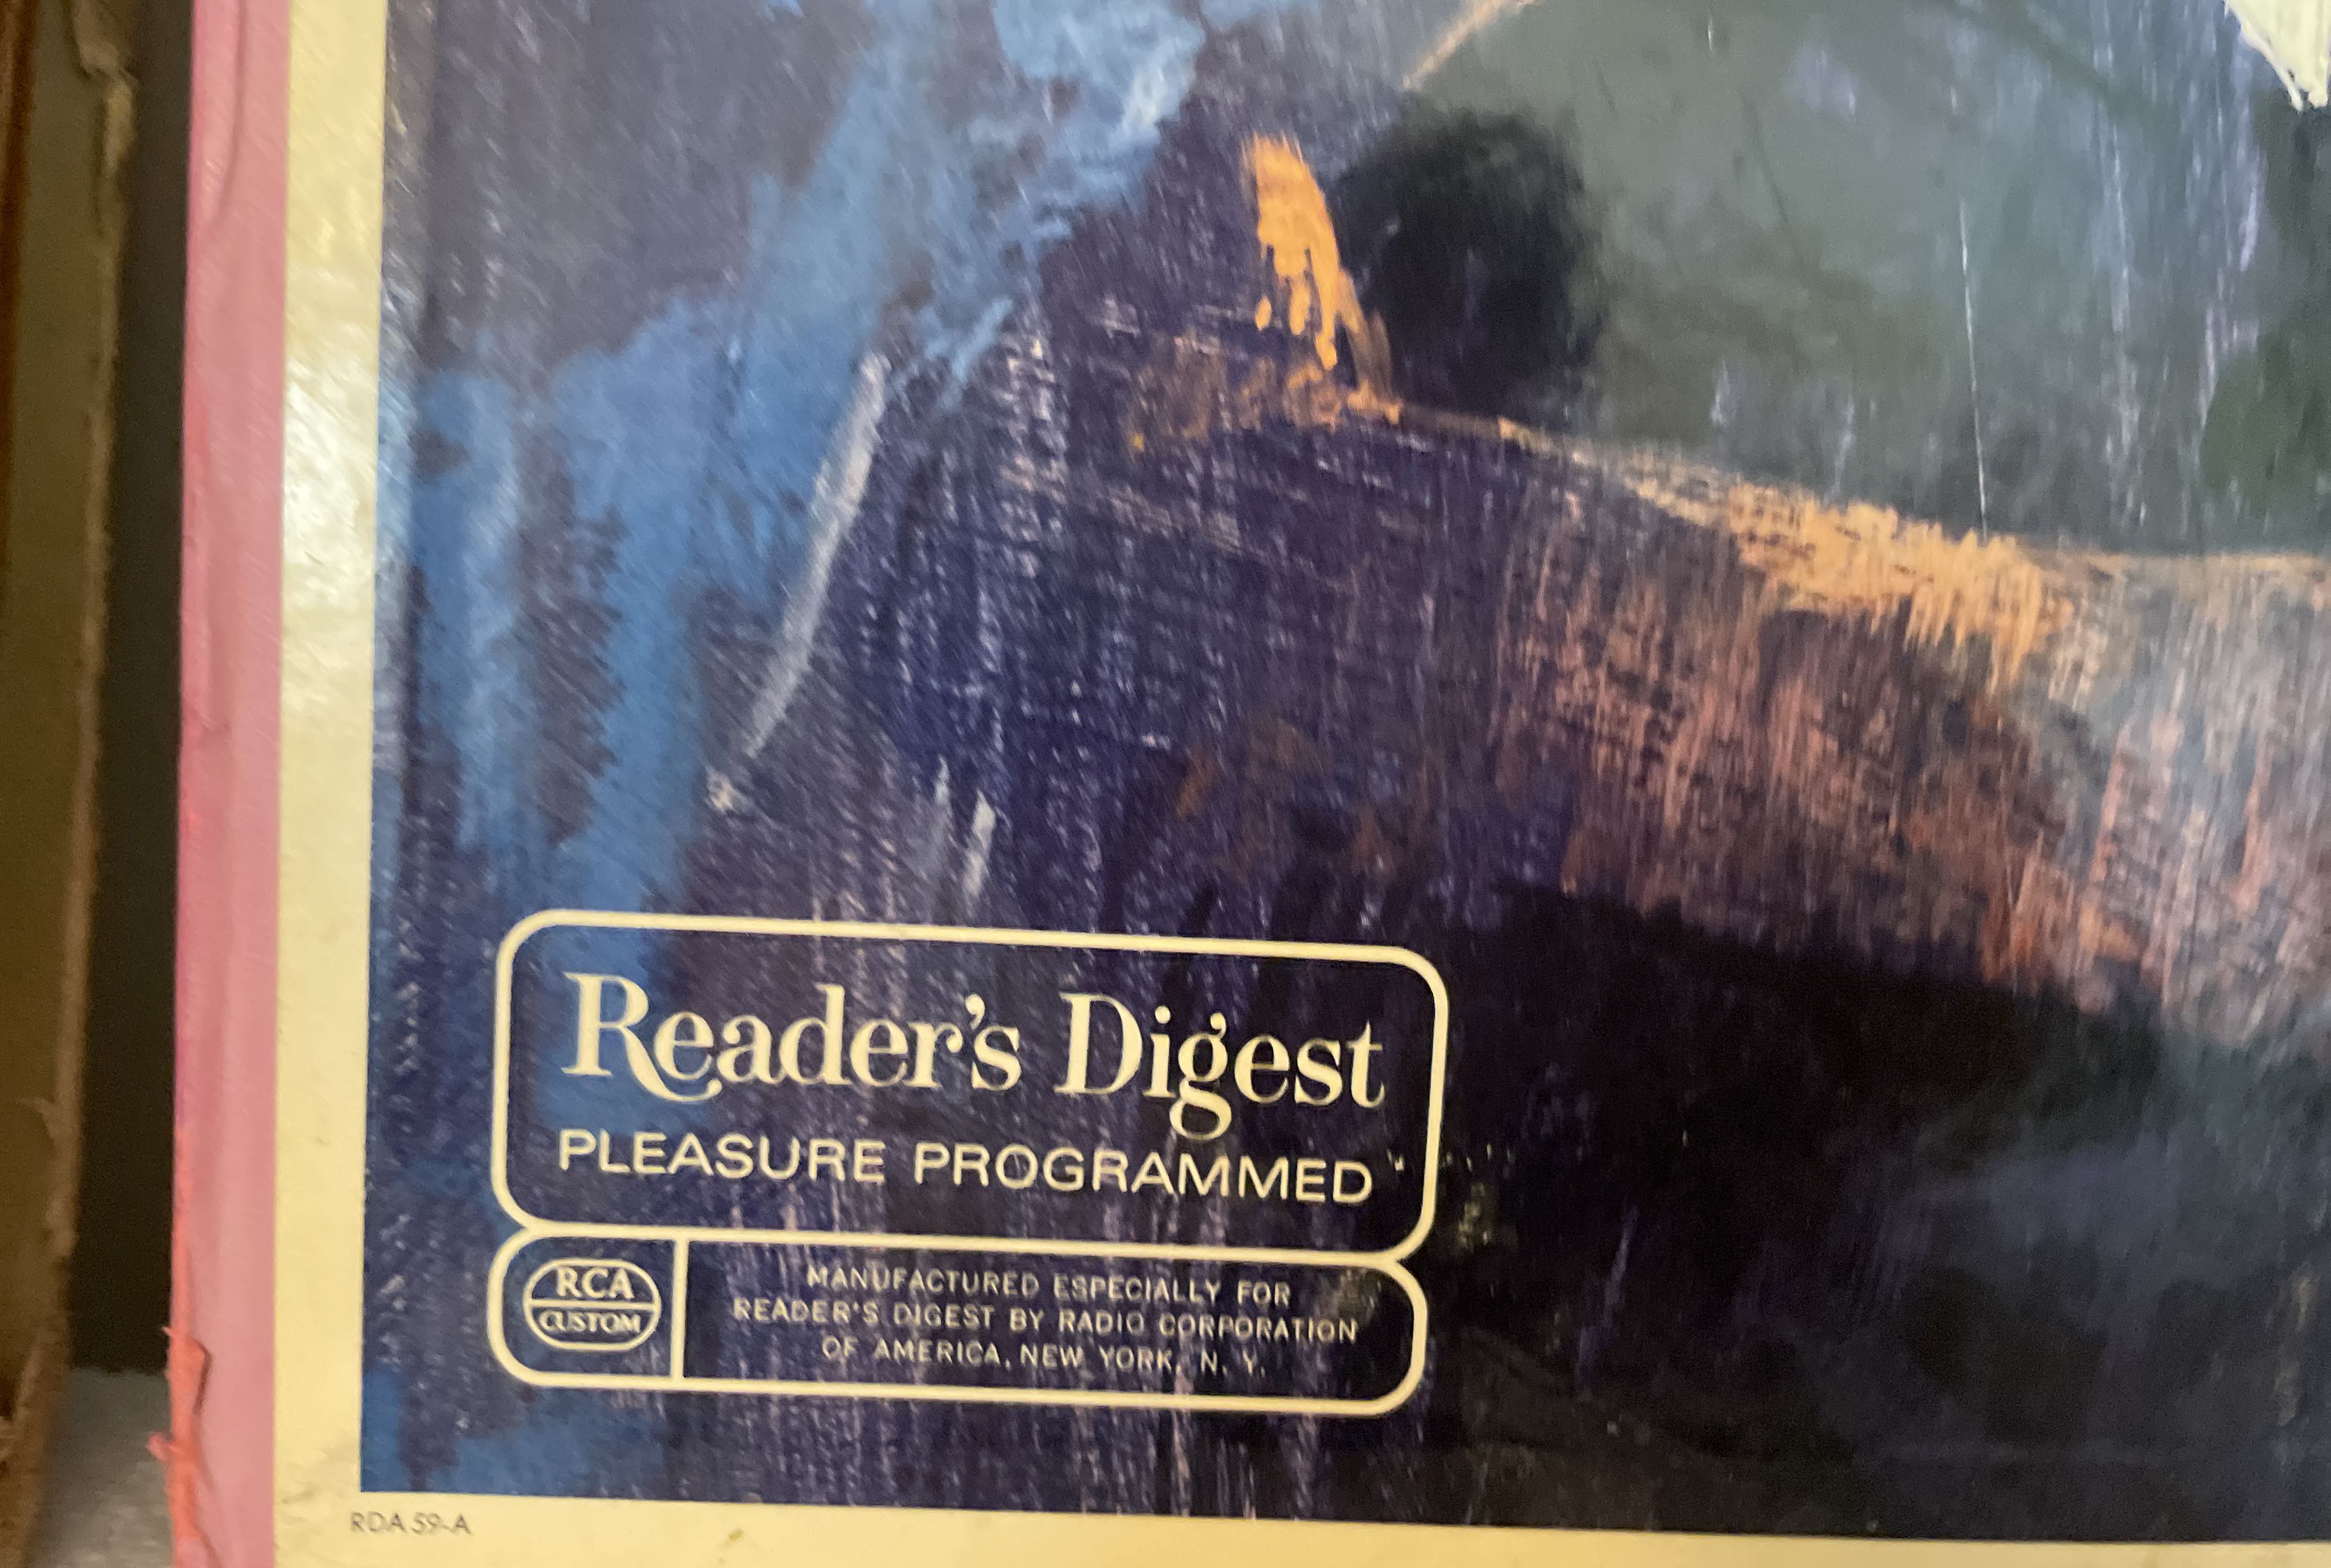 Reader's Digest
PLEASURE PROGRAMMED
RCA
CUSTOM
MANUFACTURED ESPECIALLY FOR
READER'S DIGEST BY RADIO CORPORATION
OF AMERICA, NEW YORK, N. Y.
RDA 59-A